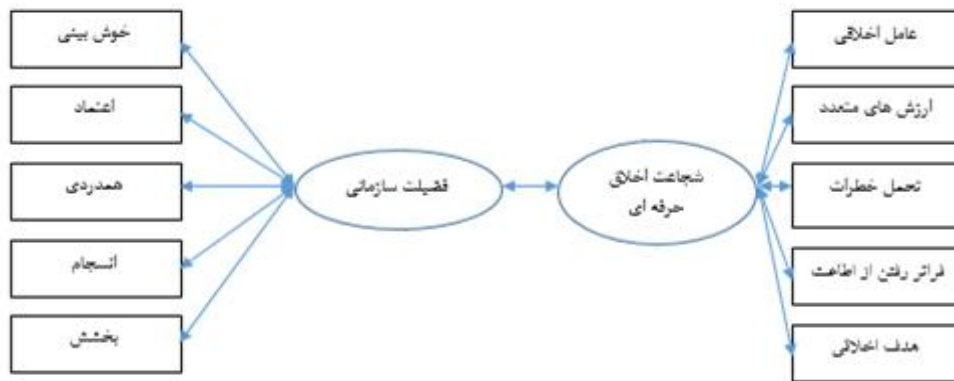 خوش بینی
اعتماد
همدردی
انسجام
بخشش
فضیلت سازمانی
شجاعت اخلاق
حرفه ای
عامل اخلاقی
ارزش های متعدد
تحمل خطرات
فراتر رفتن از اطاعت
هدف اخلاقی